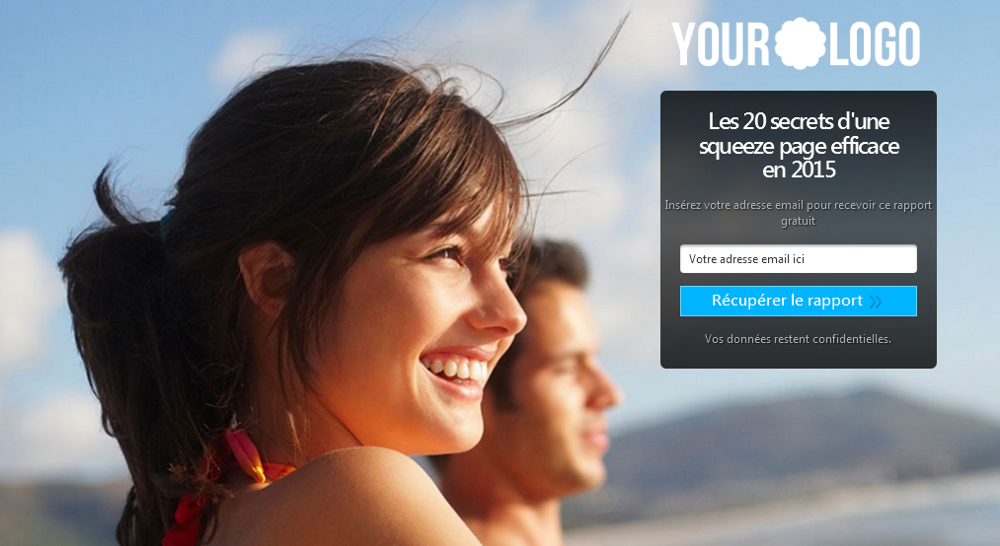 YOUR LOGO
Les 20 secrets d'une
squeeze page efficace
en 2015
Insérez votre adresse email pour recevoir ce rapport
gratuit
Votre adresse email ici
Récupérer le rapport »
Vos données restent confidentielles.